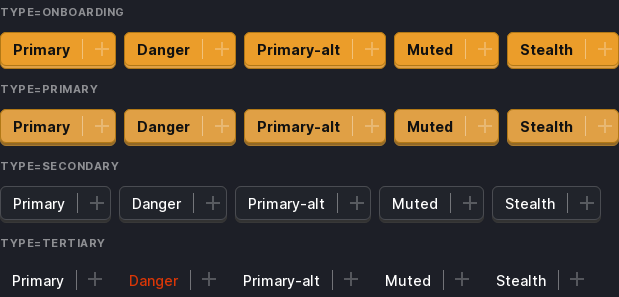 TYPE=ONBOARDING
Primary Danger Primary-alt Muted Stealth
TYPE=PRIMARY
Primary Danger Primary-alt Muted Stealth
TYPE=SECONDARY
Primary Danger Primary-alt Muted Stealth
TYPE=TERTIARY
Primary Danger Primary-alt Muted Stealth